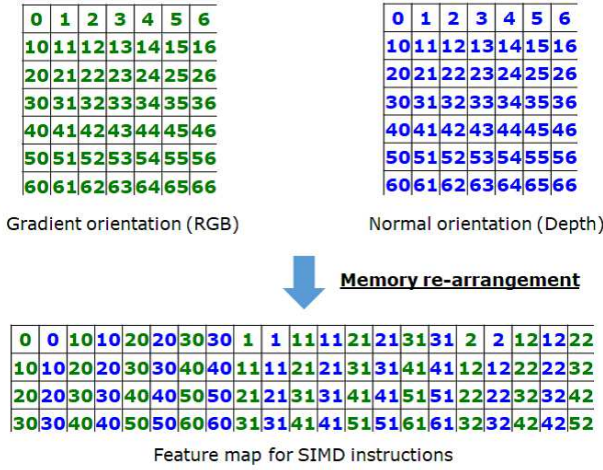 0 1 2 3 4 5 6
10 11 12 13 14 15 16
20 21 22 23 24 25 26
30 31 32 33 34 35 36
40 41 42 43 44 45 46
50 51 52 53 54 55 56
60 61 62 63 64 65 66
Gradient orientation (RGB)
0 1 2 3 4 5 6
10 11 12 13 14 15 16
20 21 22 23 24 25 26
30 31 32 33 34 35 36
40 41 42 43 44 45 46
50 51 52 53 54 55 56
60 61 62 63 64 65 66
Normal orientation (Depth)
Memory re-arrangement
0 0 10 10 20 20 30 30 1 1 11 11 21 21 31 31 2 2 12 12 22
10 10 20 20 30 30 40 40 11 11 21 21 31 31 41 41 12 12 22 22 32
20 20 30 30 40 40 50 50 21 21 31 31 41 41 51 51 22 22 32 32 42
30 30 40 40 50 50 60 60 31 31 41 41 51 51 61 61 32 32 42 42 52
Feature map for SIMD instructions